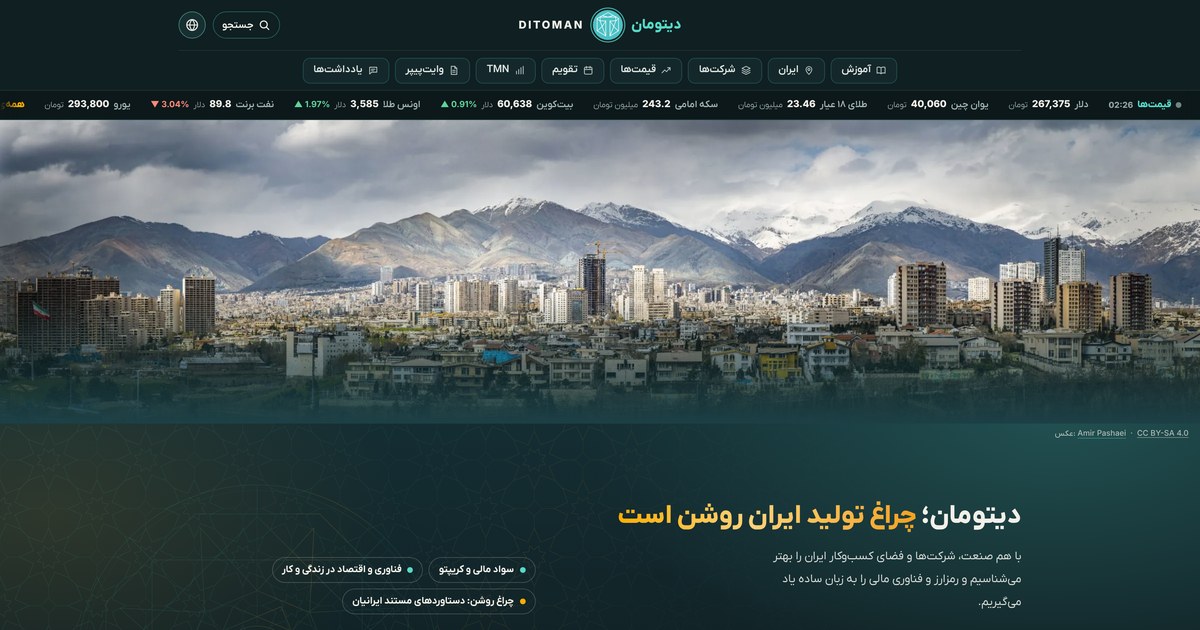 دیتومان DITOMAN جستجو
آموزش ایران شرکت‌ها قیمت‌ها تقویم TMN وایت‌پیپر یادداشت‌ها
قیمت‌ها 02:26 دلار 267,375 تومان یوان چین 40,060 تومان طلای ۱۸ عیار 23.46 میلیون تومان سکه امامی 243.2 میلیون تومان بیت‌کوین 60,638 دلار ▲ 0.91% اونس طلا 3,585 دلار ▲ 1.97% نفت برنت 89.8 دلار ▼ 3.04% یورو 293,800 تومان
عکس: Amir Pashaei · CC BY-SA 4.0
دیتومان؛ چراغ تولید ایران روشن است
با هم صنعت، شرکت‌ها و فضای کسب‌وکار ایران را بهتر
می‌شناسیم و رمزارز و فناوری مالی را به زبان ساده یاد
می‌گیریم.
سواد مالی و کریپتو
فناوری و اقتصاد در زندگی و کار
چراغ روشن: دستاوردهای مستند ایرانیان